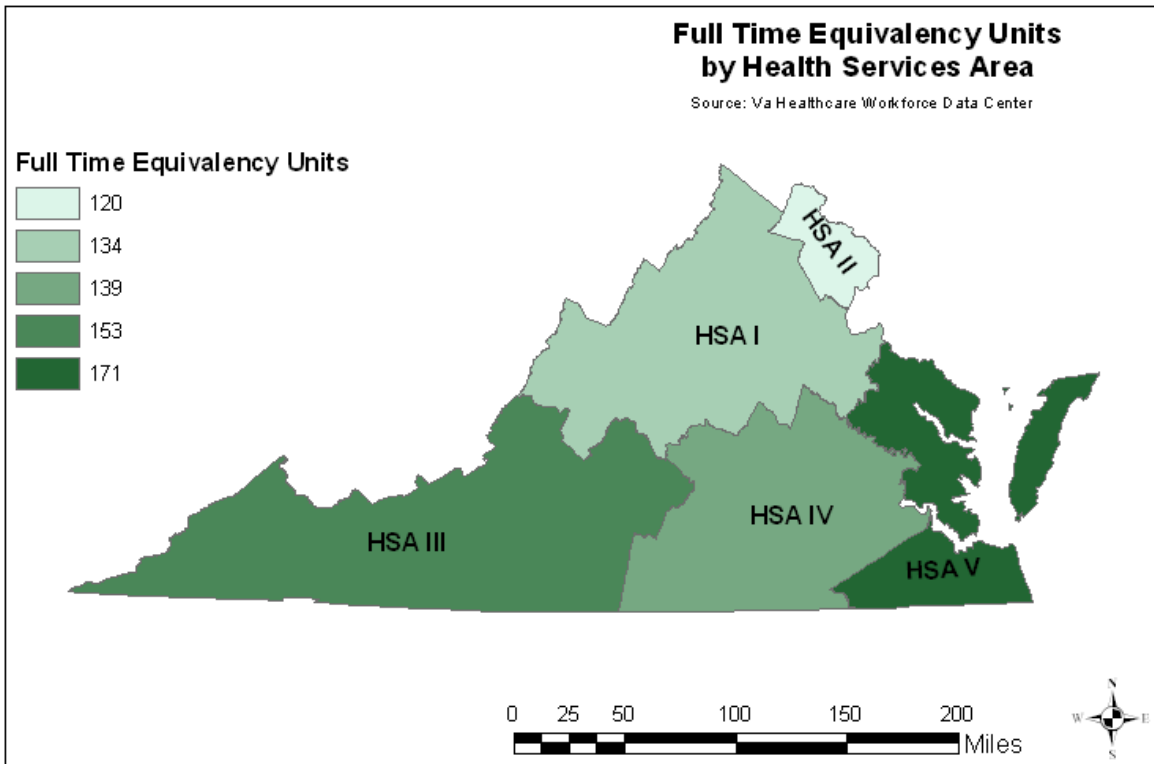 Full Time Equivalency Units
by Health Services Area
Source: Va Healthcare Workforce Data Center
Full Time Equivalency Units
120
134
139
153
171
HSA II
HSA I
HSA IV
HSA III
HSA V
0 25 50 100 150 200
Miles
N
W E
S